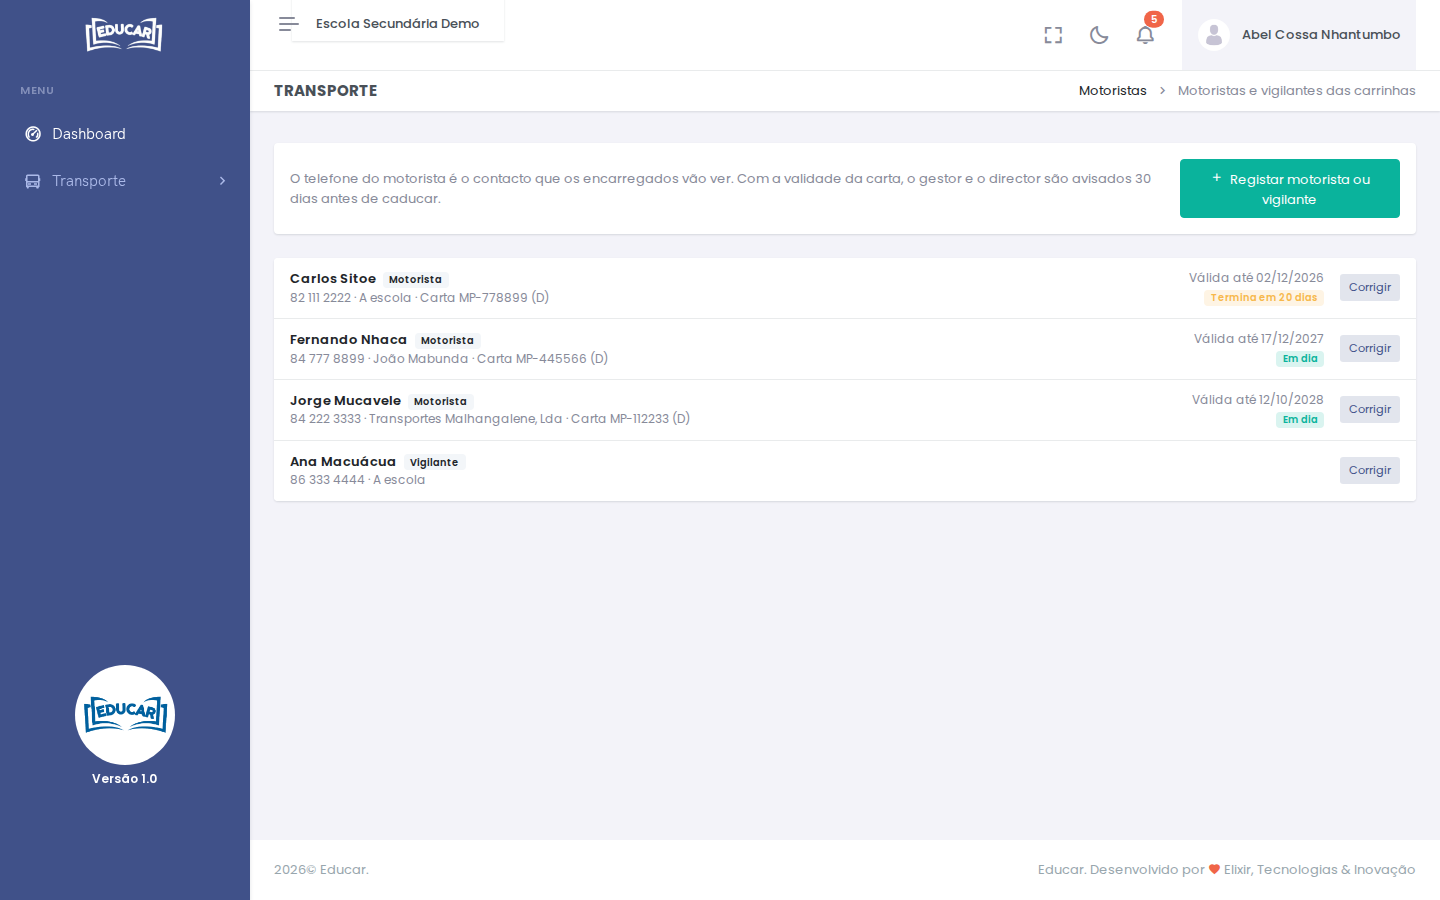 EDUCAR
MENU
Dashboard
Transporte
EDUCAR
Versão 1.0
Escola Secundária Demo
5
Abel Cossa Nhantumbo
TRANSPORTE
Motoristas > Motoristas e vigilantes das carrinhas
O telefone do motorista é o contacto que os encarregados vão ver. Com a validade da carta, o gestor e o director são avisados 30
dias antes de caducar.
+ Registar motorista ou
vigilante
Carlos Sitoe Motorista
82 111 2222 · A escola · Carta MP-778899 (D)
Válida até 02/12/2026
Termina em 20 dias
Corrigir
Fernando Nhaca Motorista
84 777 8899 · João Mabunda · Carta MP-445566 (D)
Válida até 17/12/2027
Em dia
Corrigir
Jorge Mucavele Motorista
84 222 3333 · Transportes Malhangalene, Lda · Carta MP-112233 (D)
Válida até 12/10/2028
Em dia
Corrigir
Ana Macuácua Vigilante
86 333 4444 · A escola
Corrigir
2026© Educar.
Educar. Desenvolvido por ♥ Elixir, Tecnologias & Inovação